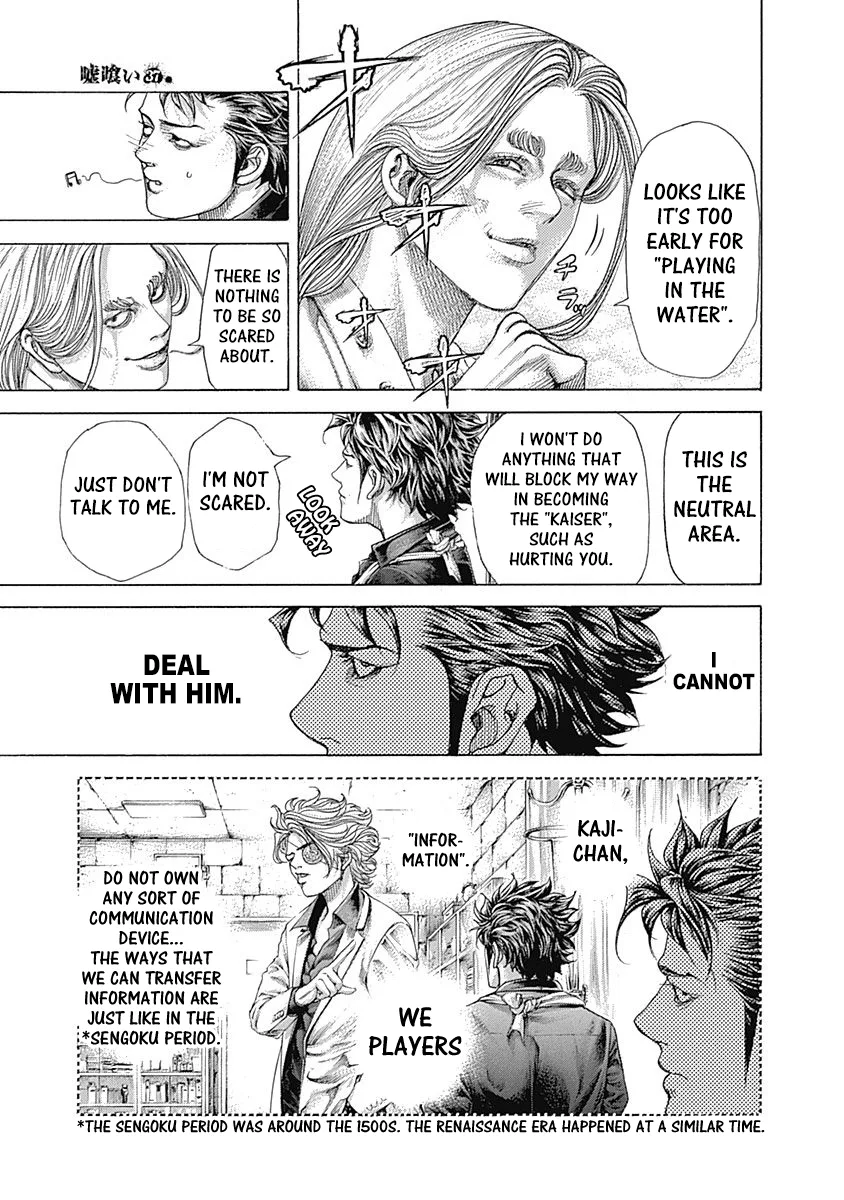 嘘喰い
LOOKS LIKE
IT'S TOO
EARLY FOR
"PLAYING
IN THE
WATER".
チラッ
THERE IS
NOTHING
TO BE SO
SCARED
ABOUT.
THIS IS
THE
NEUTRAL
AREA.
I WON'T DO
ANYTHING THAT
WILL BLOCK MY WAY
IN BECOMING
THE "KAISER",
SUCH AS
HURTING YOU.
LOOK
AWAY
I'M NOT
SCARED.
JUST DON'T
TALK TO ME.
I
CANNOT
DEAL
WITH HIM.
KAJI-
CHAN,
"INFOR-
MATION".
WE
PLAYERS
DO NOT OWN
ANY SORT OF
COMMUNICATION
DEVICE...
THE WAYS THAT
WE CAN TRANSFER
INFORMATION ARE
JUST LIKE IN THE
*SENGOKU PERIOD.
*THE SENGOKU PERIOD WAS AROUND THE 1500S. THE RENAISSANCE ERA HAPPENED AT A SIMILAR TIME.